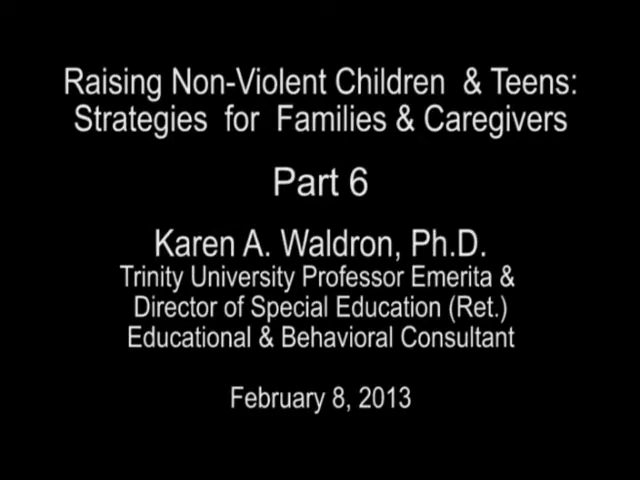 Raising Non-Violent Children & Teens:
Strategies for Families & Caregivers
Part 6
Karen A. Waldron, Ph.D.
Trinity University Professor Emerita &
Director of Special Education (Ret.)
Educational & Behavioral Consultant
February 8, 2013